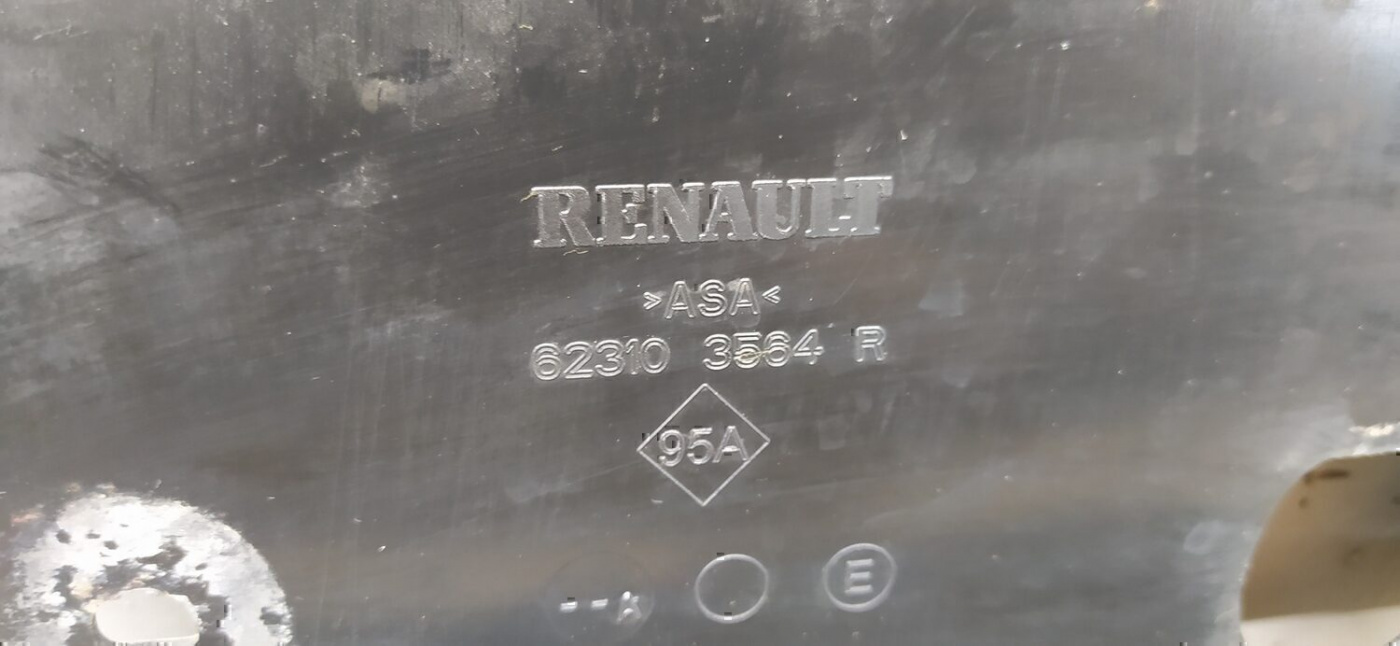 RENAULT
>ASA<
62310 3564 R
95A
E